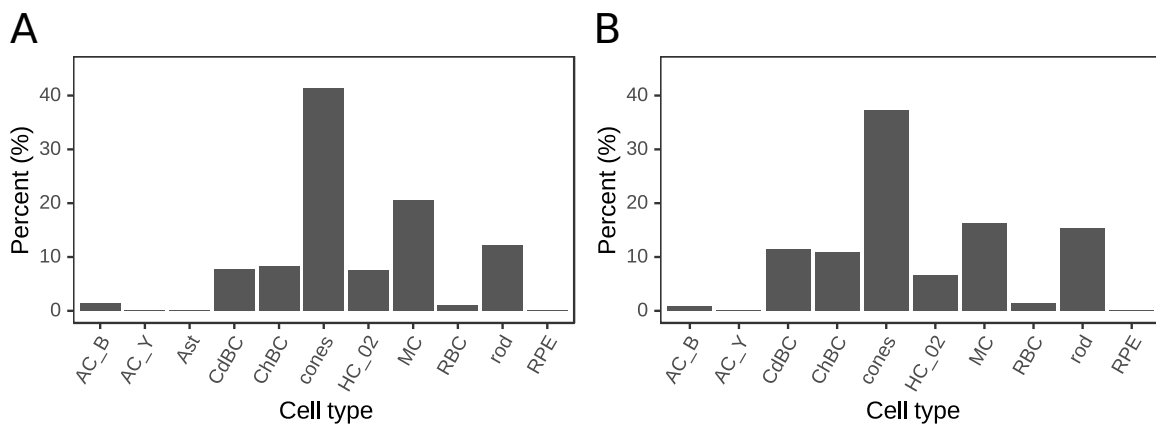 A
Percent (%)
40
30
20
10
0
AC_B AC_Y Ast CdBC ChBC cones HC_02 MC RBC rod RPE
Cell type
B
Percent (%)
40
30
20
10
0
AC_B AC_Y CdBC ChBC cones HC_02 MC RBC rod RPE
Cell type